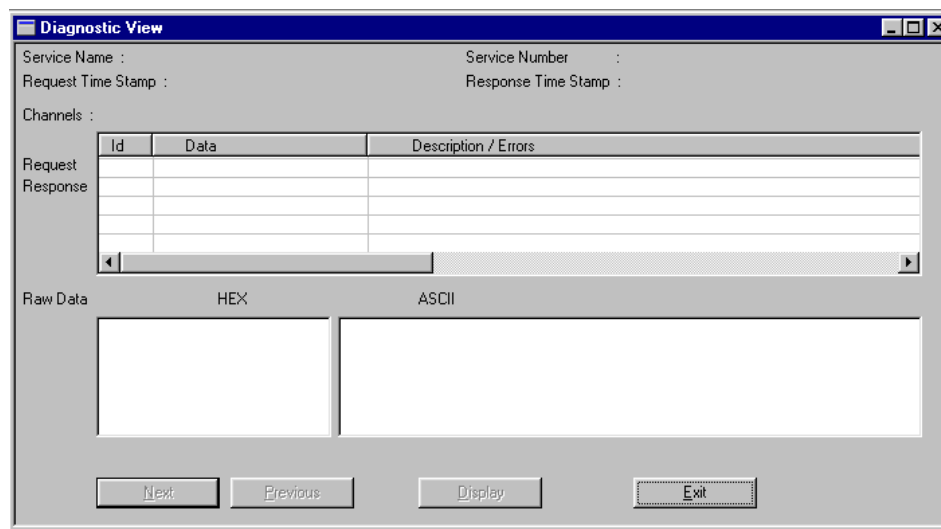 Diagnostic View
Service Name : Service Number :
Request Time Stamp : Response Time Stamp :
Channels :
Id Data Description / Errors
Request
Response
Raw Data HEX ASCII
Next Previous Display Exit